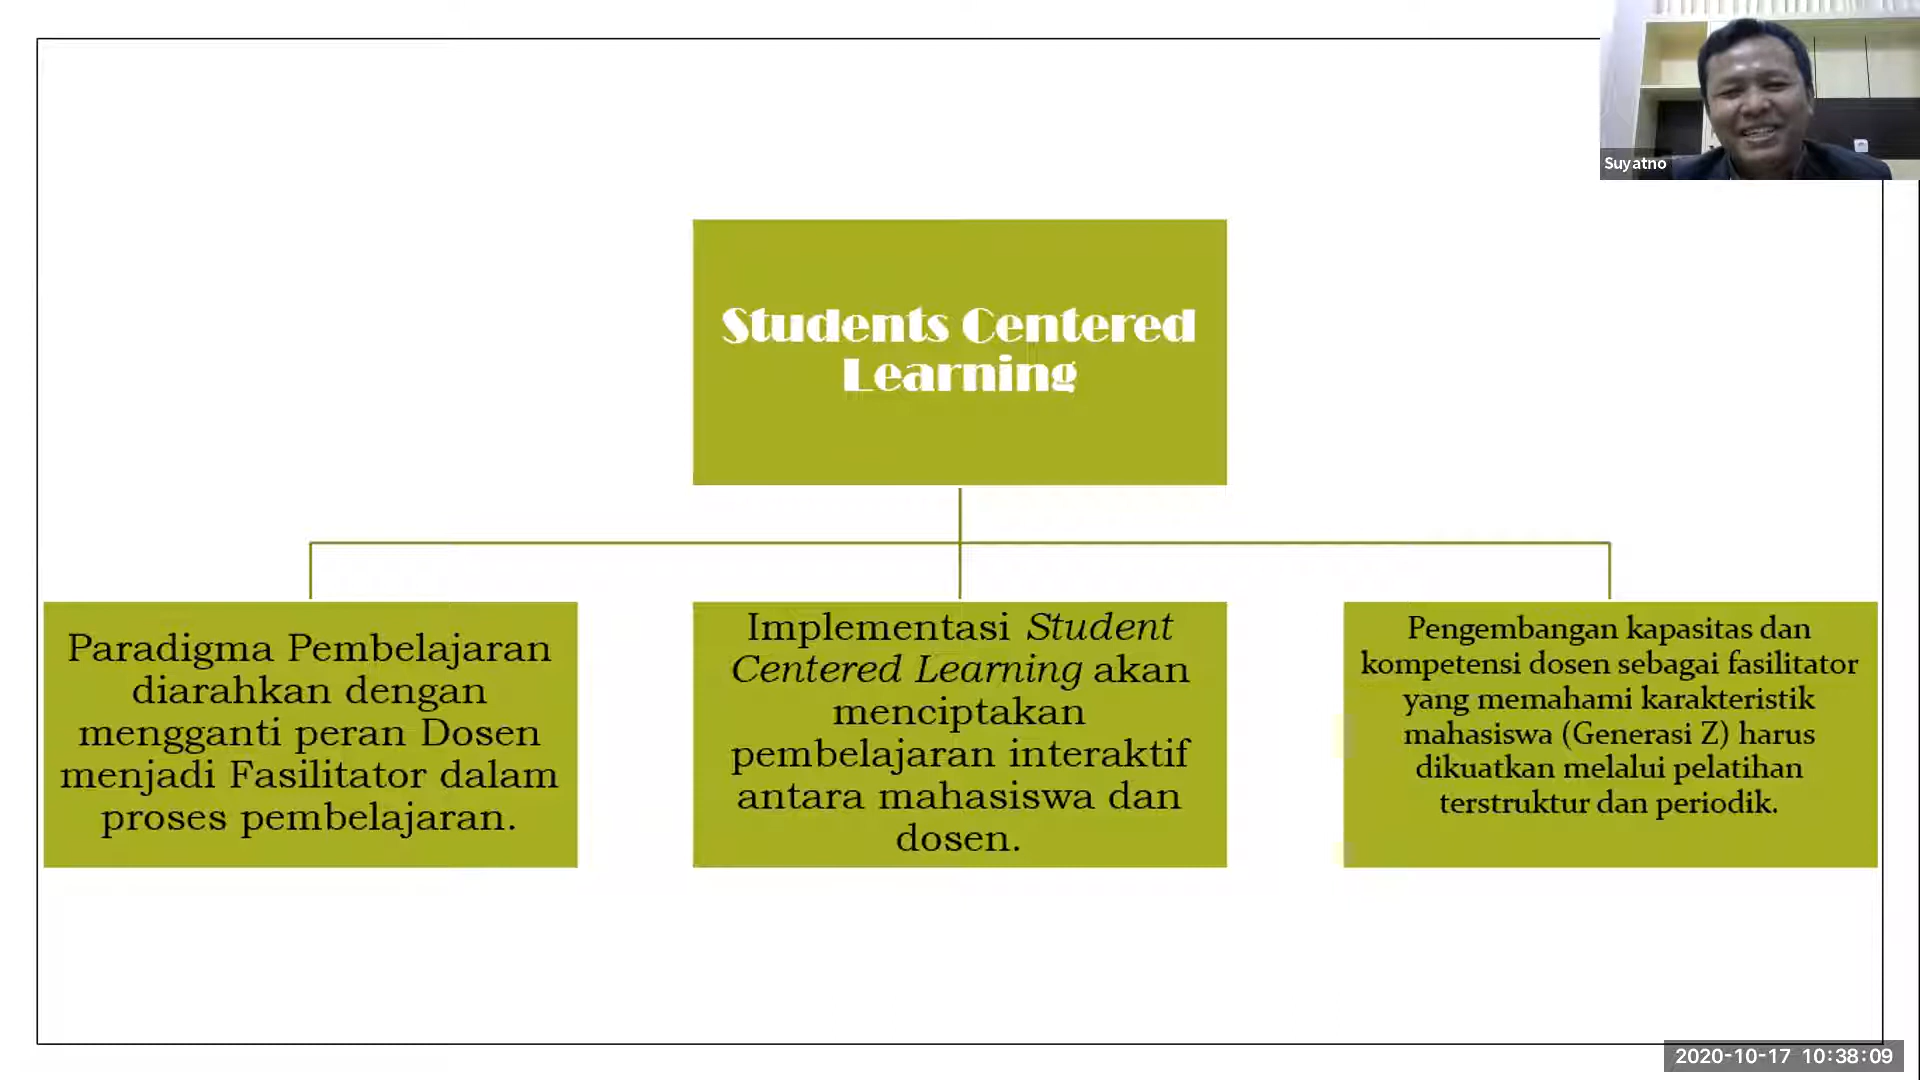 Suyatno
Students Centered
Learning
Paradigma Pembelajaran
diarahkan dengan
mengganti peran Dosen
menjadi Fasilitator dalam
proses pembelajaran.
Implementasi Student
Centered Learning akan
menciptakan
pembelajaran interaktif
antara mahasiswa dan
dosen.
Pengembangan kapasitas dan
kompetensi dosen sebagai fasilitator
yang memahami karakteristik
mahasiswa (Generasi Z) harus
dikuatkan melalui pelatihan
terstruktur dan periodik.
2020-10-17 10:38:09